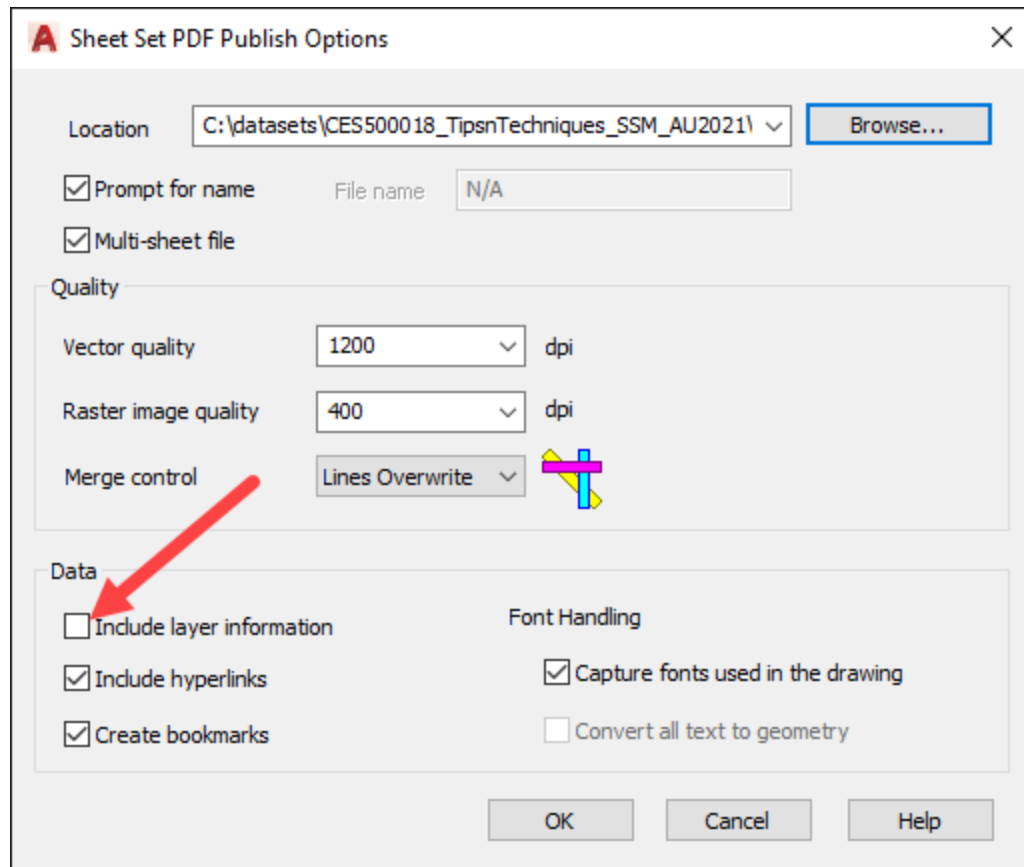 Sheet Set PDF Publish Options
Location C:\datasets\CES500018_TipsnTechniques_SSM_AU2021\ Browse...
Prompt for name File name N/A
Multi-sheet file
Quality
Vector quality 1200 dpi
Raster image quality 400 dpi
Merge control Lines Overwrite
Data
Include layer information Font Handling
Include hyperlinks Capture fonts used in the drawing
Create bookmarks Convert all text to geometry
OK Cancel Help